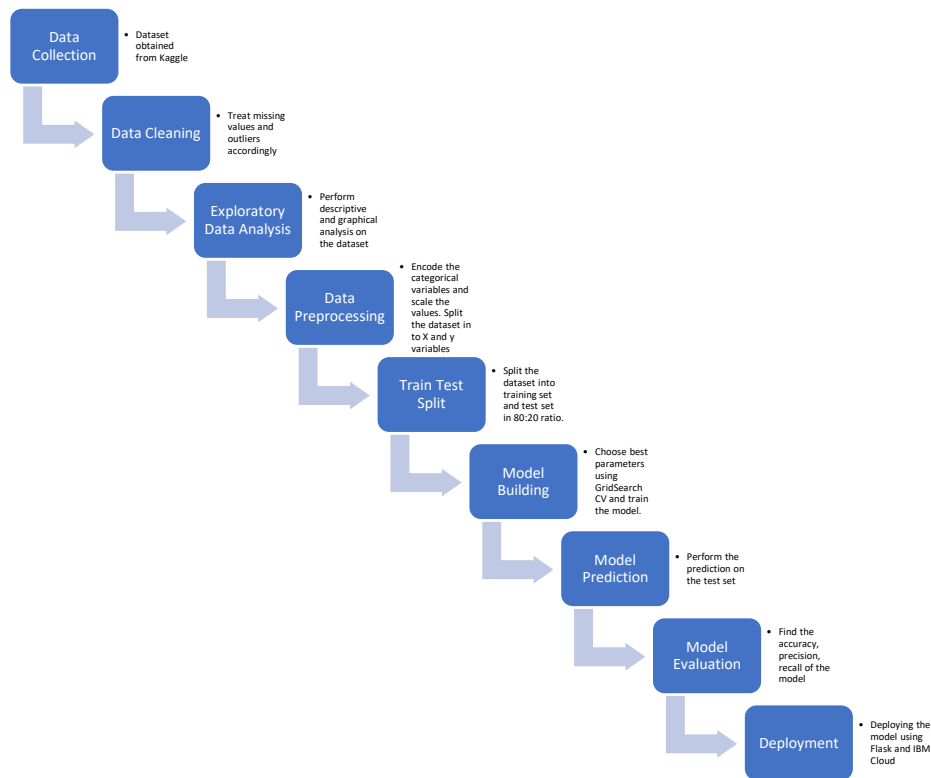 Data
Collection
• Dataset
obtained
from Kaggle
Data Cleaning
• Treat missing
values and
outliers
accordingly
Exploratory
Data Analysis
• Perform
descriptive
and graphical
analysis on
the dataset
Data
Preprocessing
• Encode the
categorical
variables and
scale the
values. Split
the dataset in
to X and y
variables
Train Test
Split
• Split the
dataset into
training set
and test set
in 80:20 ratio.
Model
Building
• Choose best
parameters
using
GridSearch
CV and train
the model.
Model
Prediction
• Perform the
prediction on
the test set
Model
Evaluation
• Find the
accuracy,
precision,
recall of the
model
Deployment
• Deploying the
model using
Flask and IBM
Cloud